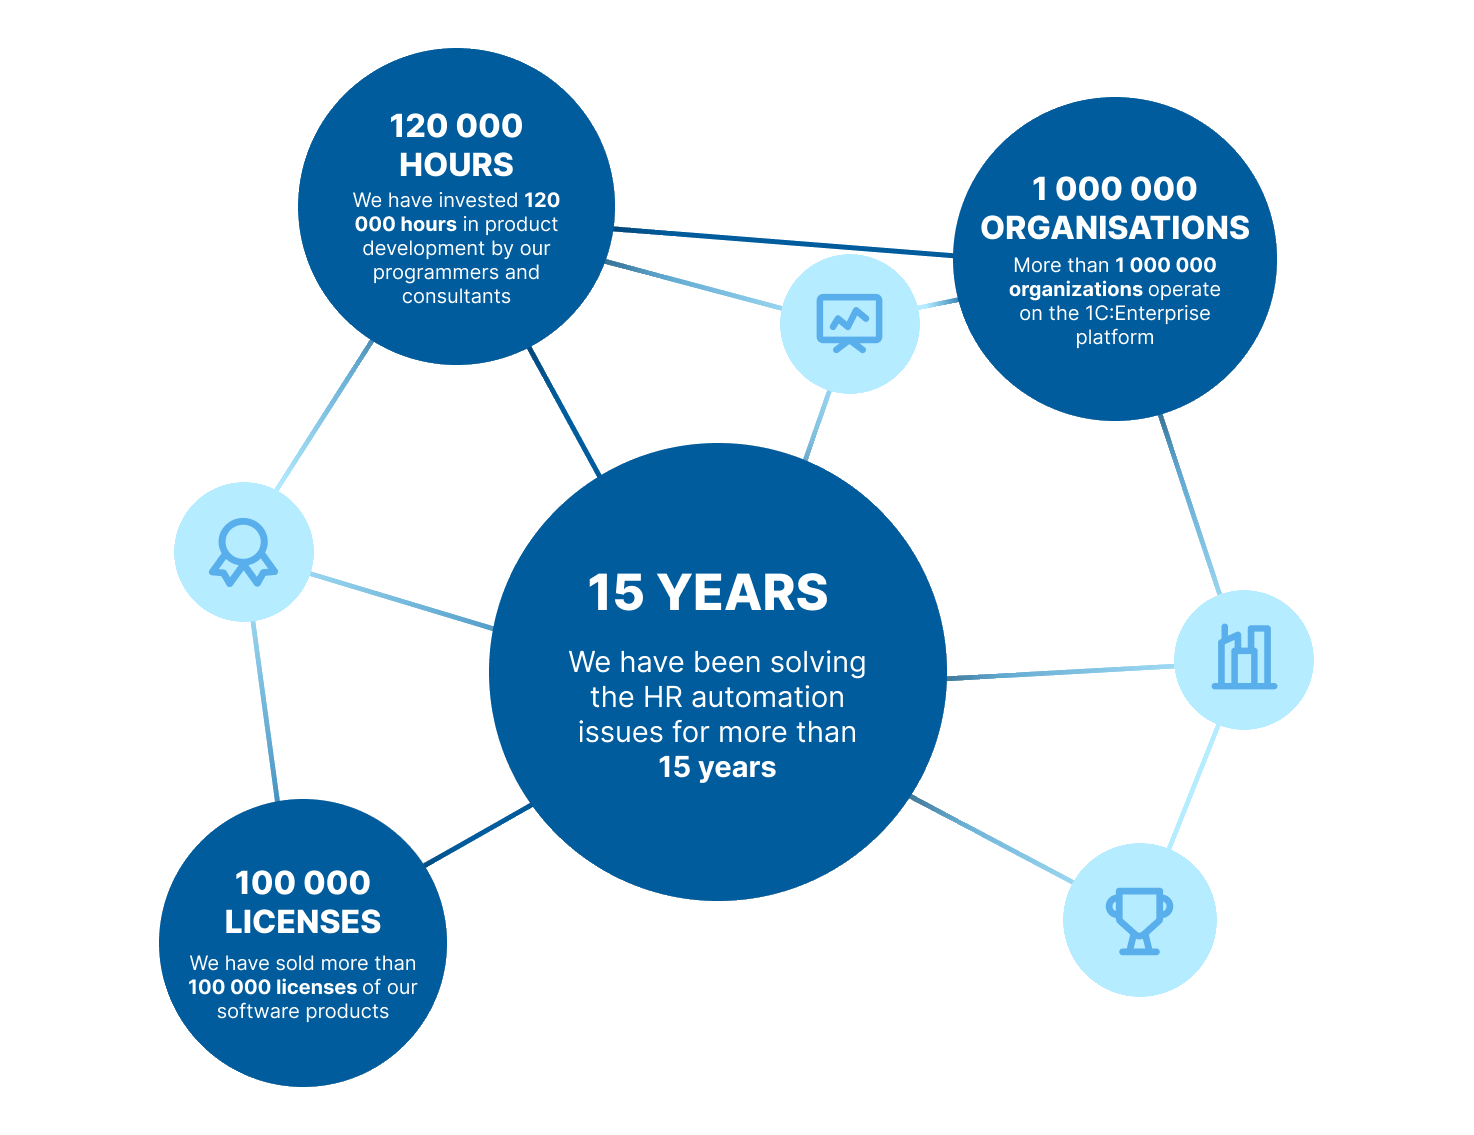 120 000
HOURS
We have invested 120
000 hours in product
development by our
programmers and
consultants
1 000 000
ORGANISATIONS
More than 1 000 000
organizations operate
on the 1C:Enterprise
platform
15 YEARS
We have been solving
the HR automation
issues for more than
15 years
100 000
LICENSES
We have sold more than
100 000 licenses of our
software products